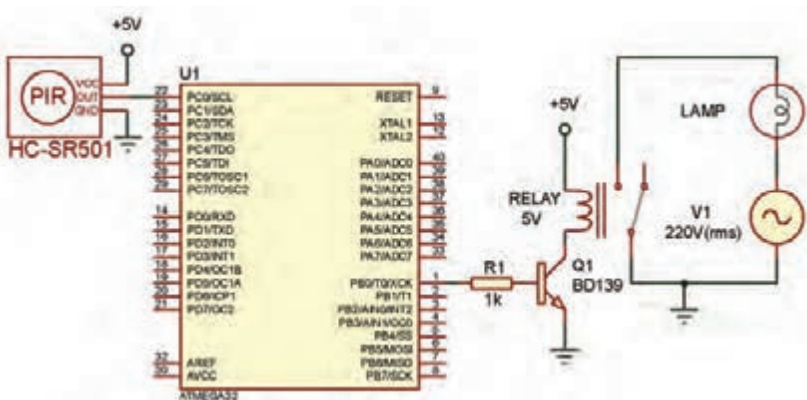 +5V
VCC
OUT
GND
PIR
HC-SR501
U1
22 PC0/SCL
23 PC1/SDA
24 PC2/TCK
25 PC3/TMS
26 PC4/TDO
27 PC5/TDI
28 PC6/TOSC1
29 PC7/TOSC2
14 PD0/RXD
15 PD1/TXD
16 PD2/INT0
17 PD3/INT1
18 PD4/OC1B
19 PD5/OC1A
20 PD6/ICP1
21 PD7/OC2
32 AREF
30 AVCC
RESET 9
XTAL1 13
XTAL2 12
PA0/ADC0 40
PA1/ADC1 39
PA2/ADC2 38
PA3/ADC3 37
PA4/ADC4 36
PA5/ADC5 35
PA6/ADC6 34
PA7/ADC7 33
PB0/T0/XCK 1
PB1/T1 2
PB2/AIN0/INT2 3
PB3/AIN1/OC0 4
PB4/SS 5
PB5/MOSI 6
PB6/MISO 7
PB7/SCK 8
ATMEGA32
R1
1k
+5V
RELAY
5V
Q1
BD139
LAMP
V1
220V(rms)